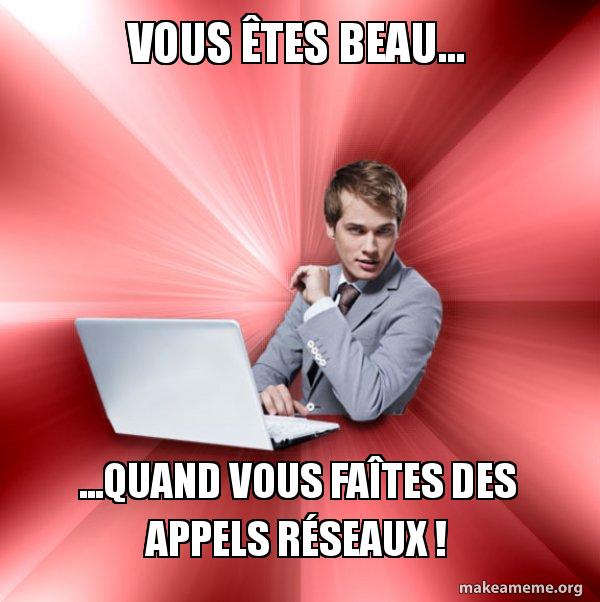 VOUS ÊTES BEAU...
...QUAND VOUS FAÎTES DES
APPELS RÉSEAUX !
makeameme.org